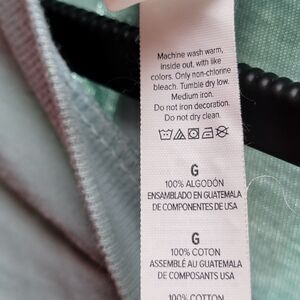 Machine wash warm,
inside out, with like
colors. Only non-chlorine
bleach. Tumble dry low.
Medium iron.
Do not iron decoration.
Do not dry clean.
G
100% ALGODÓN
ENSAMBLADO EN GUATEMALA
DE COMPONENTES DE USA
G
100% COTON
ASSEMBLÉ AU GUATEMALA
DE COMPOSANTS USA
100% COTTON